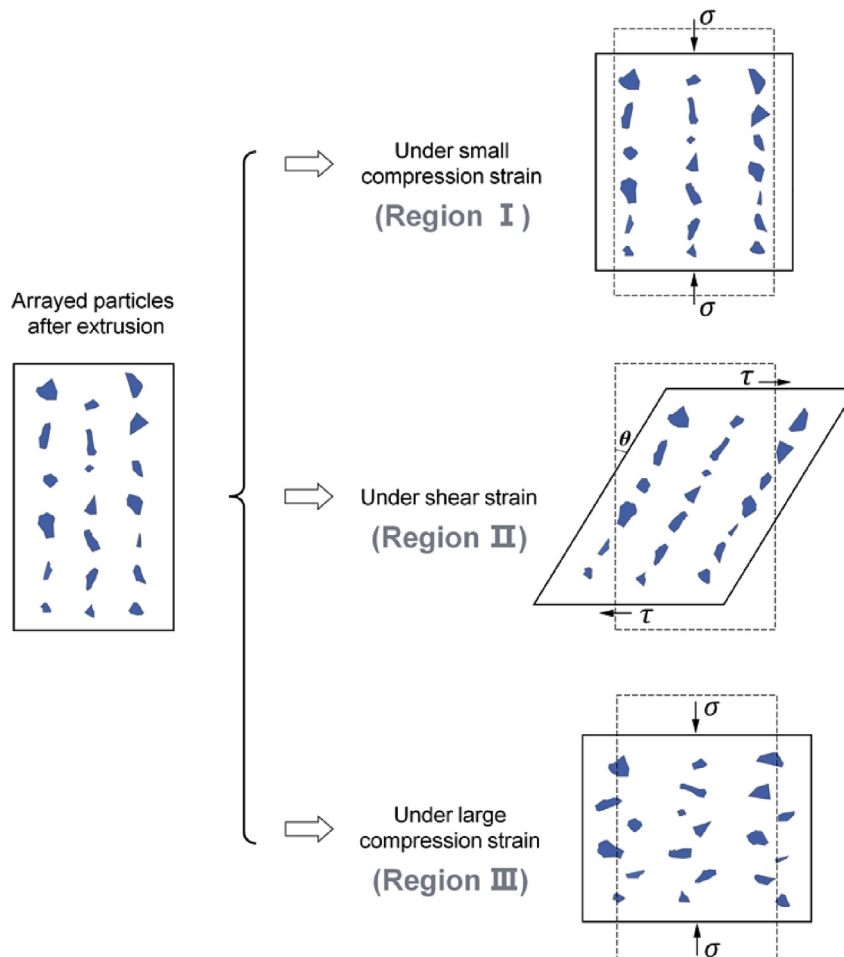 σ
Under small
compression strain
(Region Ⅰ)
σ
Arrayed particles
after extrusion
τ
θ
Under shear strain
(Region Ⅱ)
τ
σ
Under large
compression strain
(Region Ⅲ)
σ